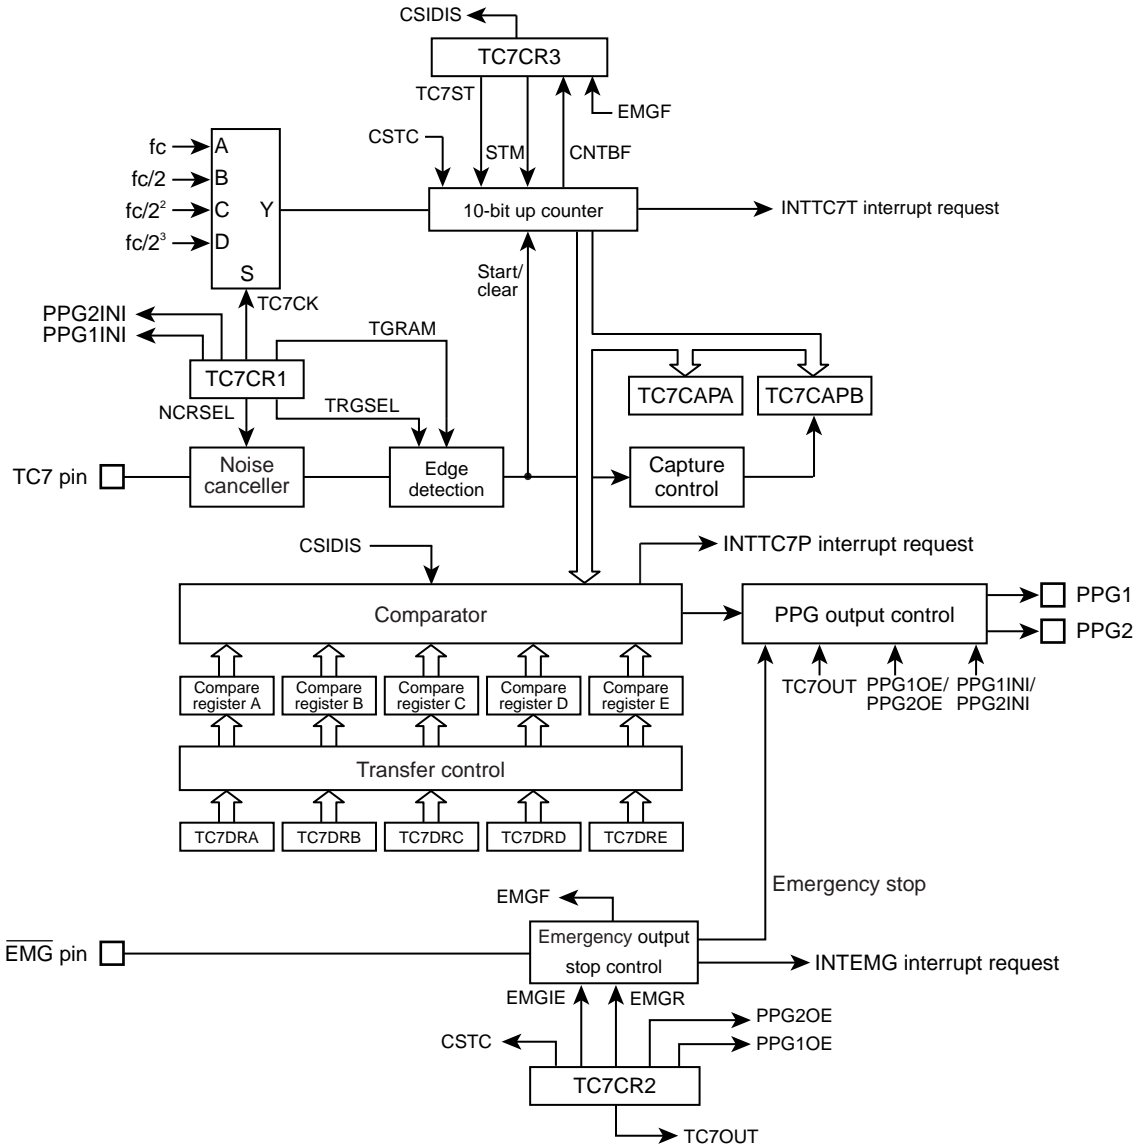 CSIDIS
TC7CR3
TC7ST
EMGF
CSTC
STM
CNTBF
fc
A
fc/2
B
fc/2²
C
Y
fc/2³
D
S
10-bit up counter
INTTC7T interrupt request
Start/
clear
TC7CK
PPG2INI
PPG1INI
TGRAM
TC7CR1
TC7CAPA
TC7CAPB
NCRSEL
TRGSEL
TC7 pin
Noise
canceller
Edge
detection
Capture
control
CSIDIS
INTTC7P interrupt request
Comparator
PPG output control
PPG1
PPG2
Compare
register A
Compare
register B
Compare
register C
Compare
register D
Compare
register E
TC7OUT
PPG1OE/
PPG2OE
PPG1INI/
PPG2INI
Transfer control
TC7DRA
TC7DRB
TC7DRC
TC7DRD
TC7DRE
Emergency stop
EMGF
EMG pin
Emergency output
stop control
INTEMG interrupt request
EMGIE
EMGR
PPG2OE
CSTC
PPG1OE
TC7CR2
TC7OUT